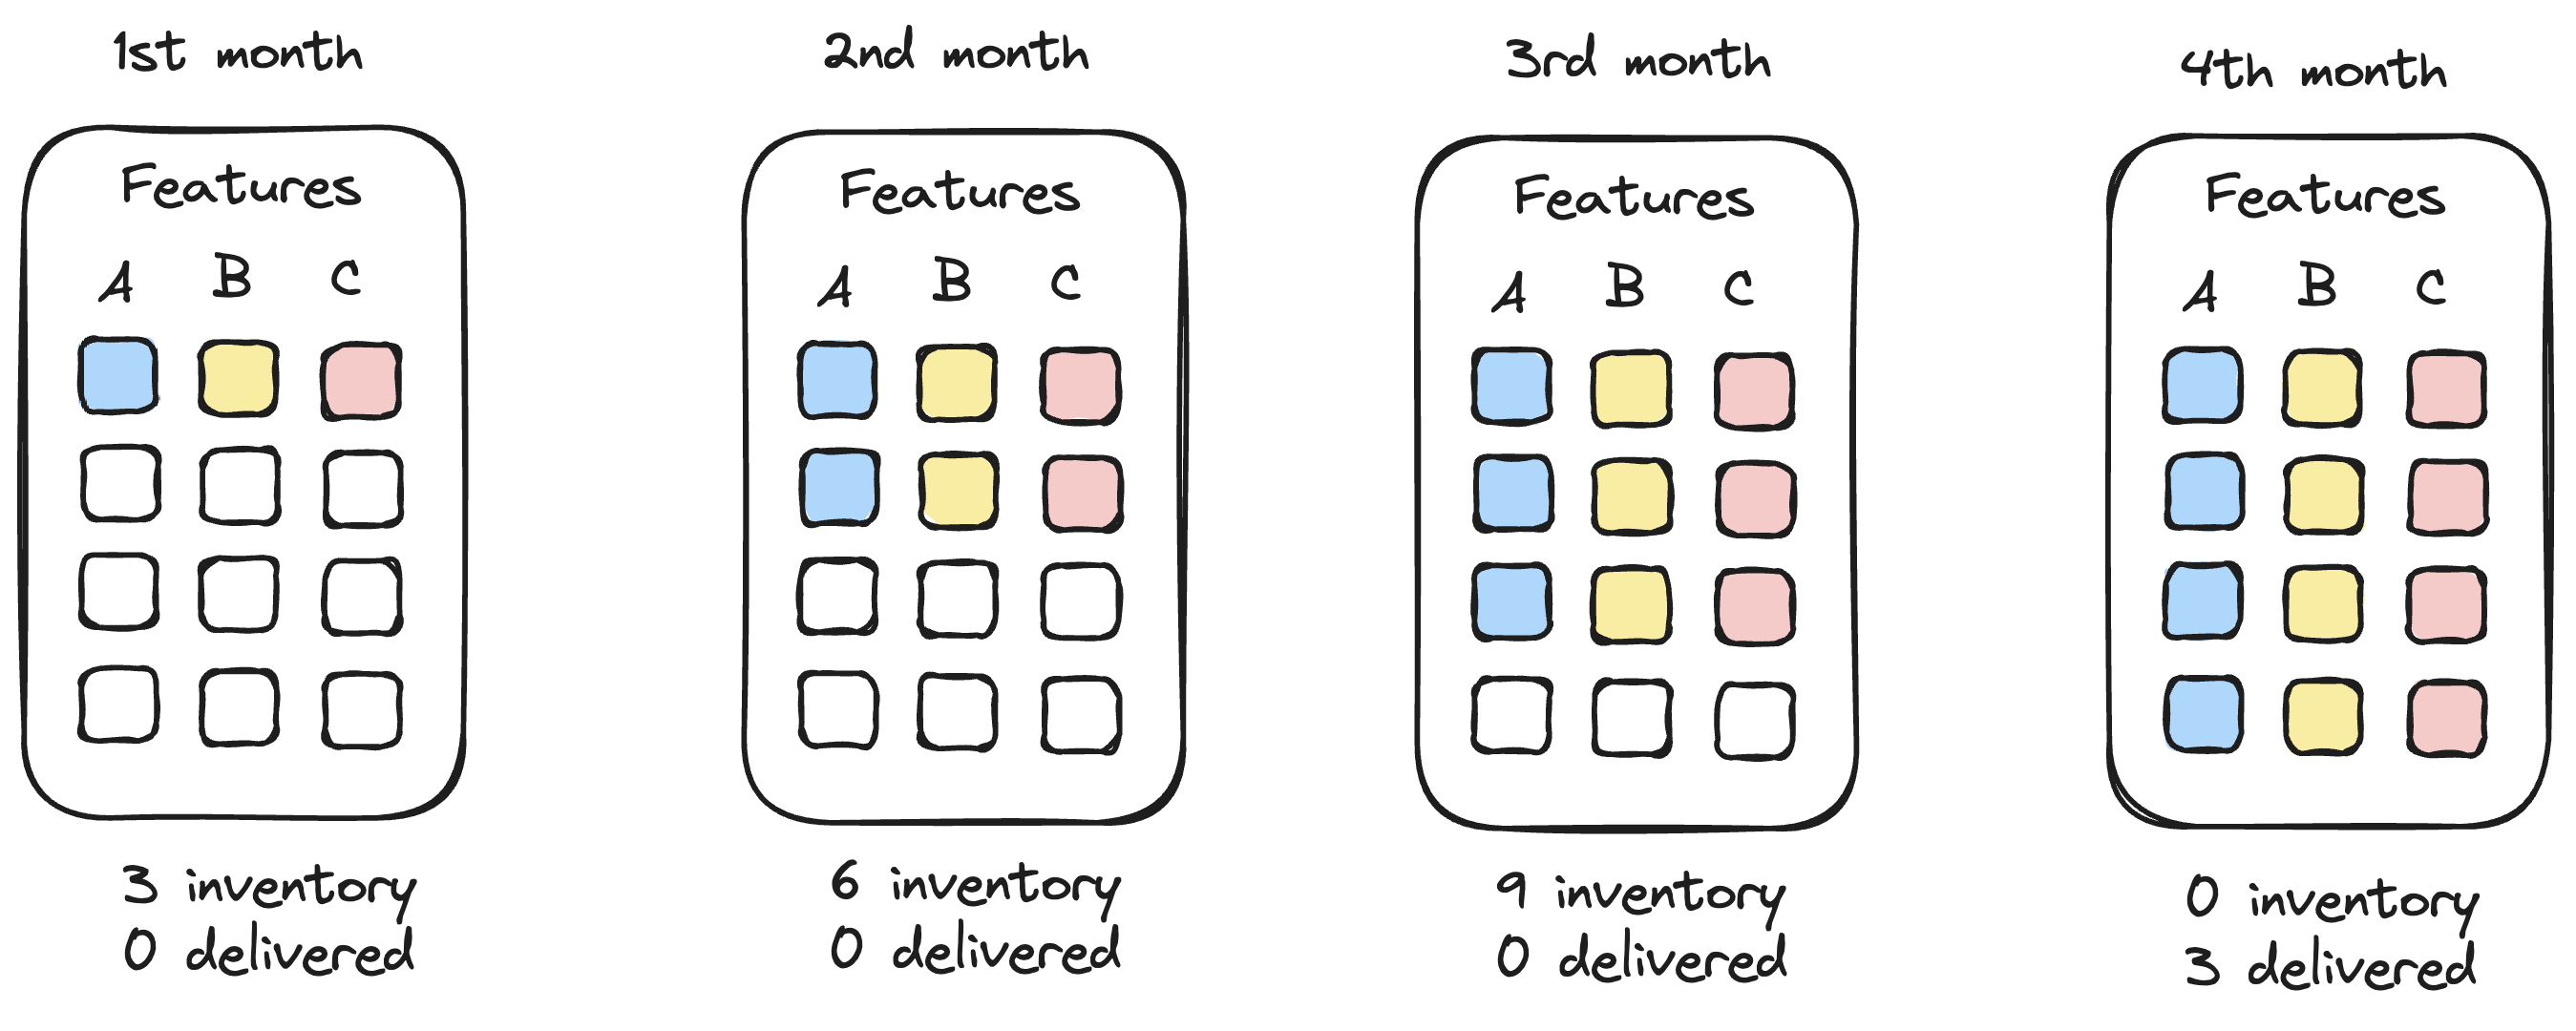 1st month
Features
A B C
3 inventory
0 delivered
2nd month
Features
A B C
6 inventory
0 delivered
3rd month
Features
A B C
9 inventory
0 delivered
4th month
Features
A B C
0 inventory
3 delivered